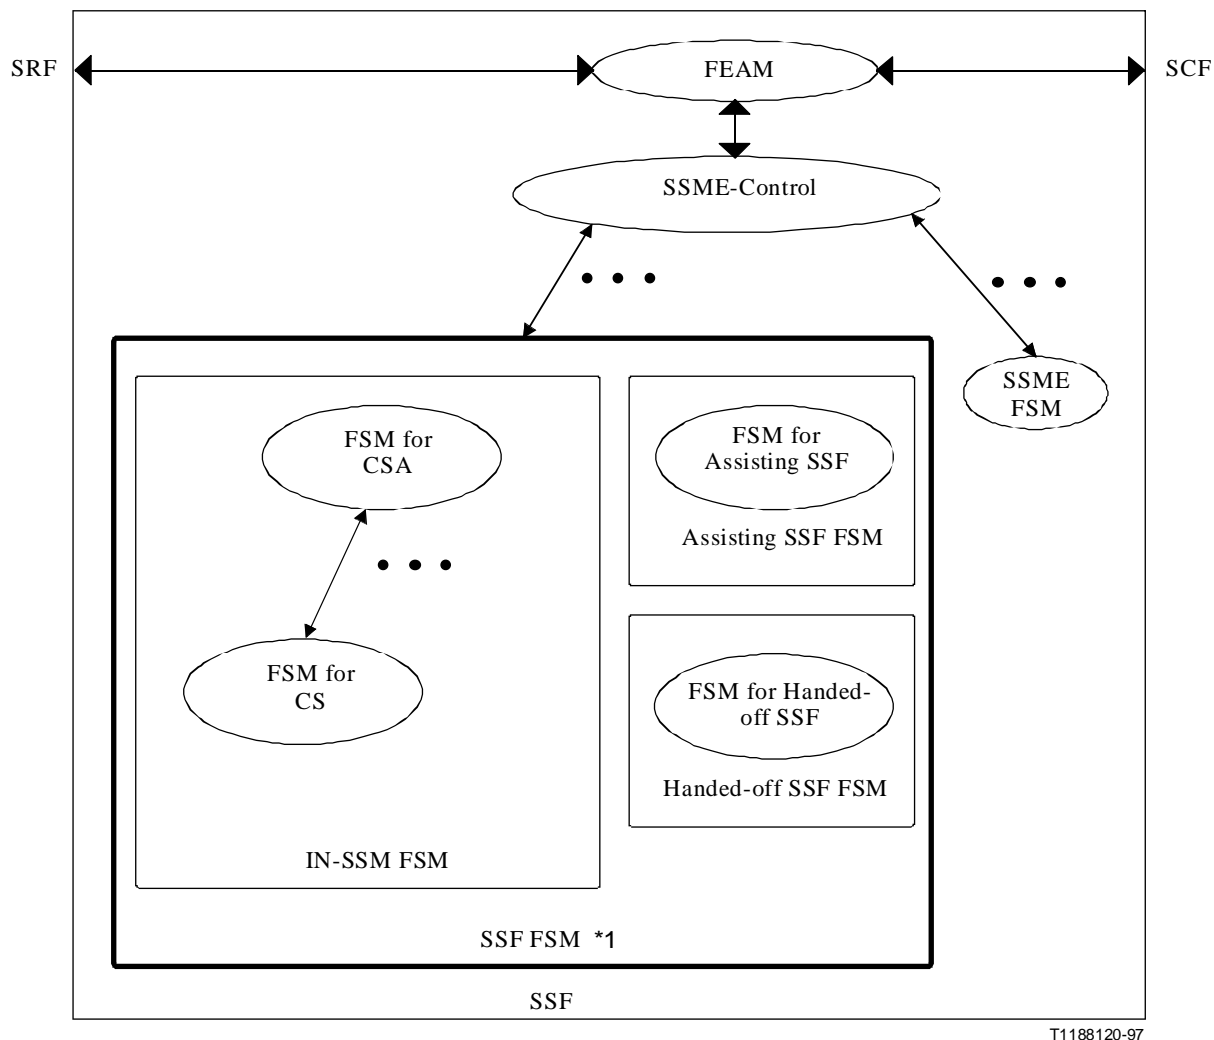 SRF
FEAM
SCF
SSME-Control
SSME
FSM
FSM for
CSA
FSM for
Assisting SSF
Assisting SSF FSM
FSM for
CS
FSM for Handed-
off SSF
Handed-off SSF FSM
IN-SSM FSM
SSF FSM *1
SSF
T1188120-97